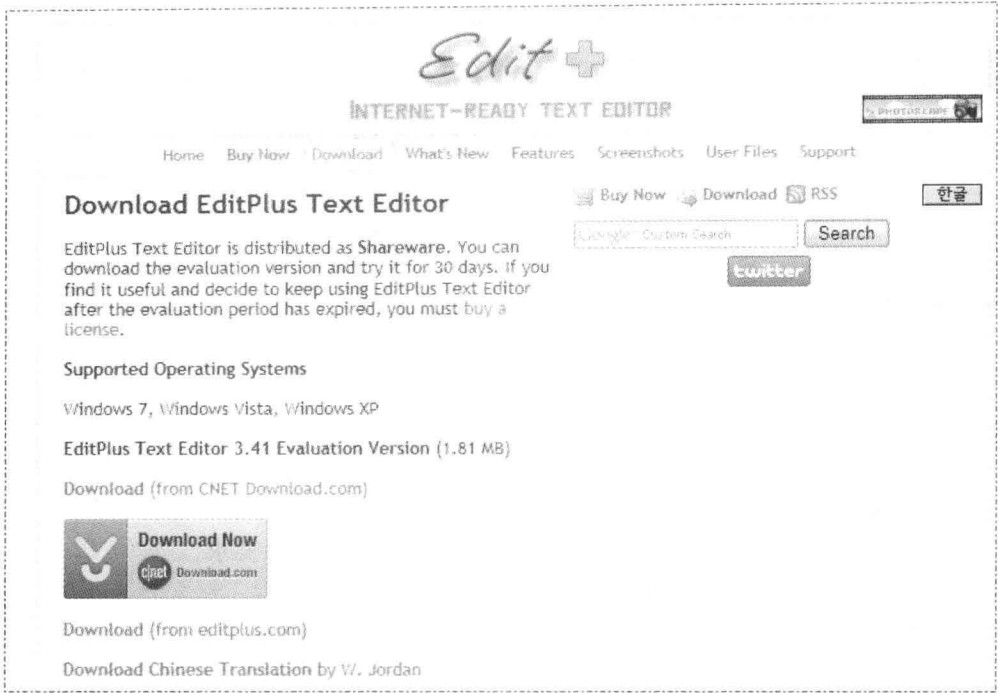 Edit
INTERNET-READY TEXT EDITOR
PHOTOSCAPE
Home Buy Now Download What's New Features Screenshots User Files Support
Download EditPlus Text Editor
Buy Now Download RSS
한글
Google Custom Search Search
twitter
EditPlus Text Editor is distributed as Shareware. You can
download the evaluation version and try it for 30 days. If you
find it useful and decide to keep using EditPlus Text Editor
after the evaluation period has expired, you must buy a
license.
Supported Operating Systems
Windows 7, Windows Vista, Windows XP
EditPlus Text Editor 3.41 Evaluation Version (1.81 MB)
Download (from CNET Download.com)
Download Now
c|net Download.com
Download (from editplus.com)
Download Chinese Translation by W. Jordan